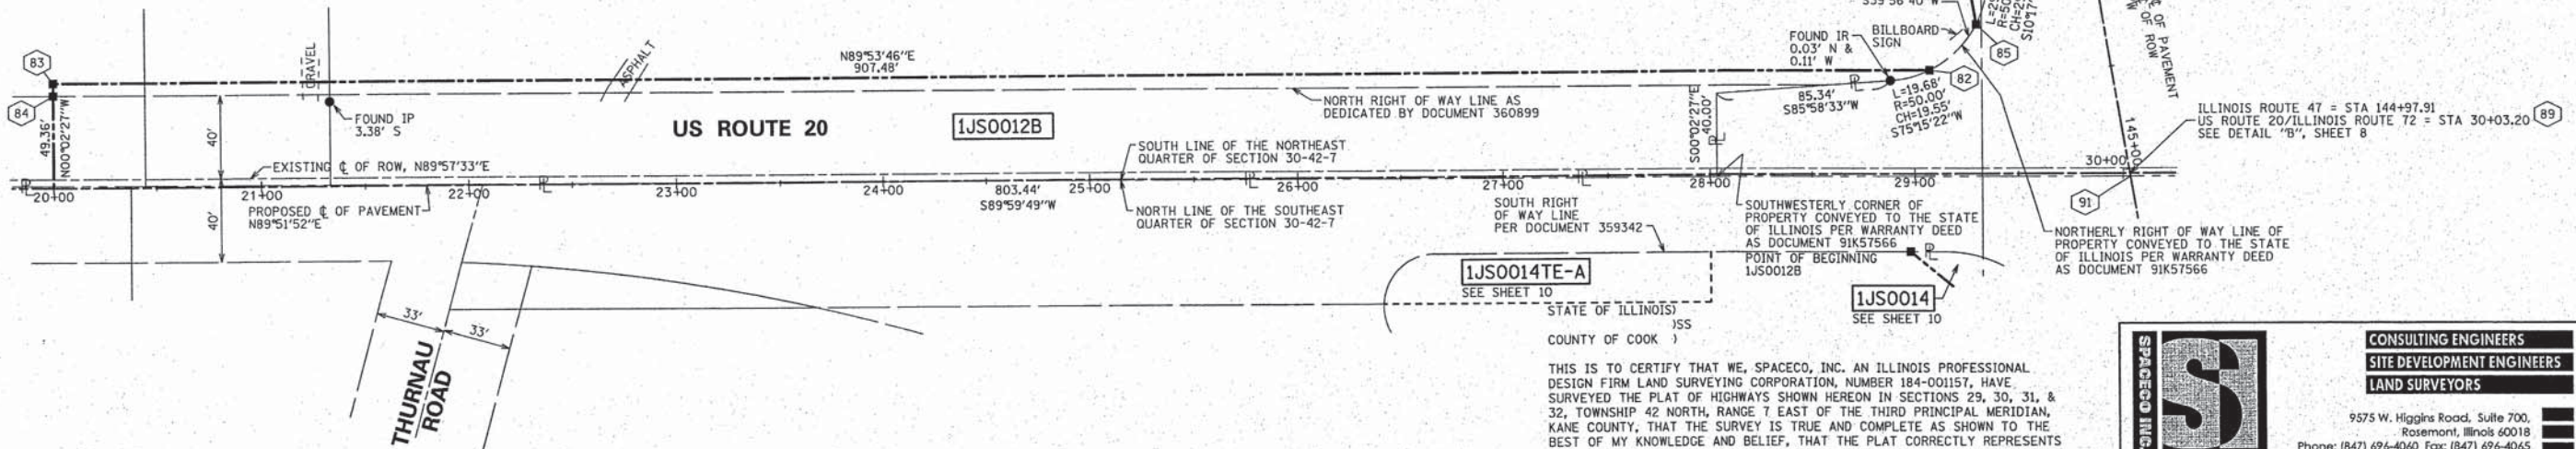 83
84
49.36'
N00°02'27"W
GRAVEL
FOUND IP
3.38' S
ASPHALT
N89°53'46"E
907.48'
US ROUTE 20
1JS0012B
40'
40'
EXISTING ℄ OF ROW, N89°57'33"E
20+00
21+00
22+00
23+00
24+00
25+00
26+00
27+00
28+00
29+00
30+00
803.44'
S89°59'49"W
PROPOSED ℄ OF PAVEMENT
N89°51'52"E
NORTH RIGHT OF WAY LINE AS
DEDICATED BY DOCUMENT 360899
SOUTH LINE OF THE NORTHEAST
QUARTER OF SECTION 30-42-7
NORTH LINE OF THE SOUTHEAST
QUARTER OF SECTION 30-42-7
S00°02'27"E
40.00'
85.34'
S85°58'33"W
FOUND IR
0.03' N &
0.11' W
BILLBOARD
SIGN
85
82
L=19.68'
R=50.00'
CH=19.55'
S75°15'22"W
℄ OF PAVEMENT
OF ROW
145+00
ILLINOIS ROUTE 47 = STA 144+97.91
US ROUTE 20/ILLINOIS ROUTE 72 = STA 30+03.20
SEE DETAIL "B", SHEET 8
89
91
SOUTH RIGHT
OF WAY LINE
PER DOCUMENT 359342
SOUTHWESTERLY CORNER OF
PROPERTY CONVEYED TO THE STATE
OF ILLINOIS PER WARRANTY DEED
AS DOCUMENT 91K57566
POINT OF BEGINNING
1JS0012B
NORTHERLY RIGHT OF WAY LINE OF
PROPERTY CONVEYED TO THE STATE
OF ILLINOIS PER WARRANTY DEED
AS DOCUMENT 91K57566
1JS0014TE-A
SEE SHEET 10
1JS0014
SEE SHEET 10
33'
33'
THURNAU
ROAD
STATE OF ILLINOIS)
)SS
COUNTY OF COOK )
THIS IS TO CERTIFY THAT WE, SPACECO, INC. AN ILLINOIS PROFESSIONAL
DESIGN FIRM LAND SURVEYING CORPORATION, NUMBER 184-001157, HAVE
SURVEYED THE PLAT OF HIGHWAYS SHOWN HEREON IN SECTIONS 29, 30, 31, &
32, TOWNSHIP 42 NORTH, RANGE 7 EAST OF THE THIRD PRINCIPAL MERIDIAN,
KANE COUNTY, THAT THE SURVEY IS TRUE AND COMPLETE AS SHOWN TO THE
BEST OF MY KNOWLEDGE AND BELIEF, THAT THE PLAT CORRECTLY REPRESENTS
SPACECO INC.
CONSULTING ENGINEERS
SITE DEVELOPMENT ENGINEERS
LAND SURVEYORS
9575 W. Higgins Road, Suite 700,
Rosemont, Illinois 60018
Phone: (847) 696-4060 Fax: (847) 696-4065